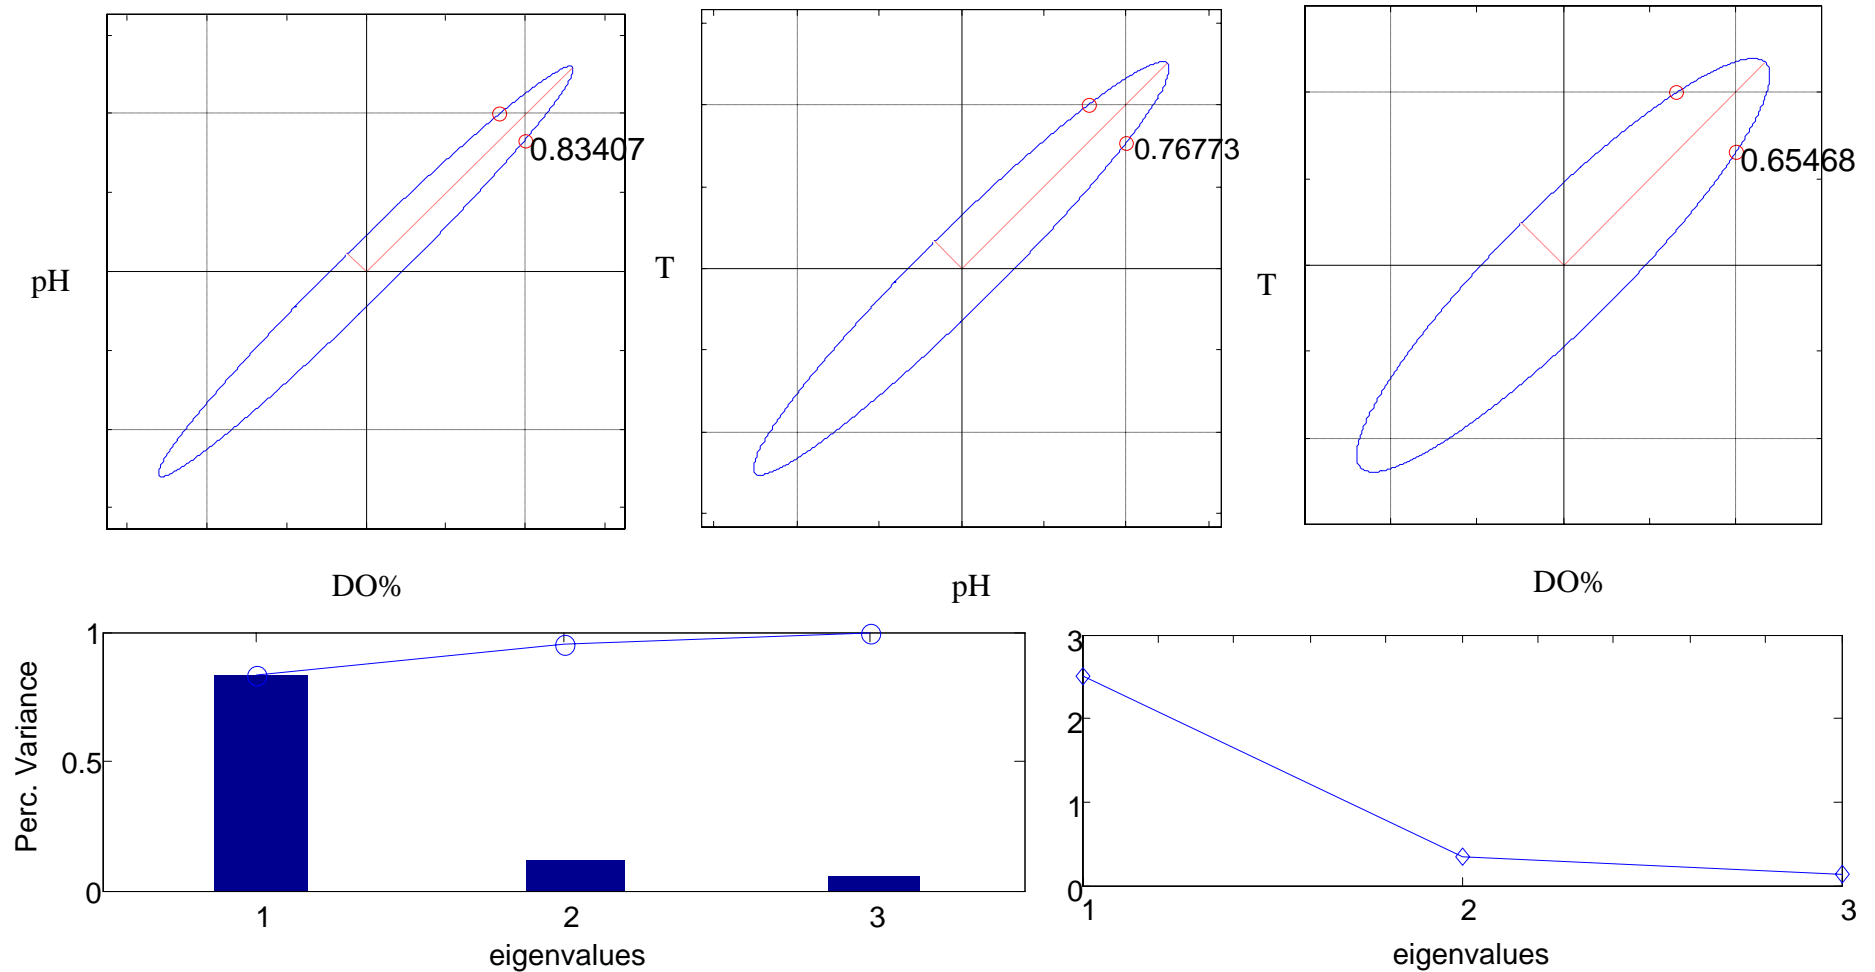 pH
0.83407
DO%
T
0.76773
pH
T
0.65468
DO%
Perc. Variance
1
0.5
0
1
2
3
eigenvalues
3
2
1
0
1
2
3
eigenvalues